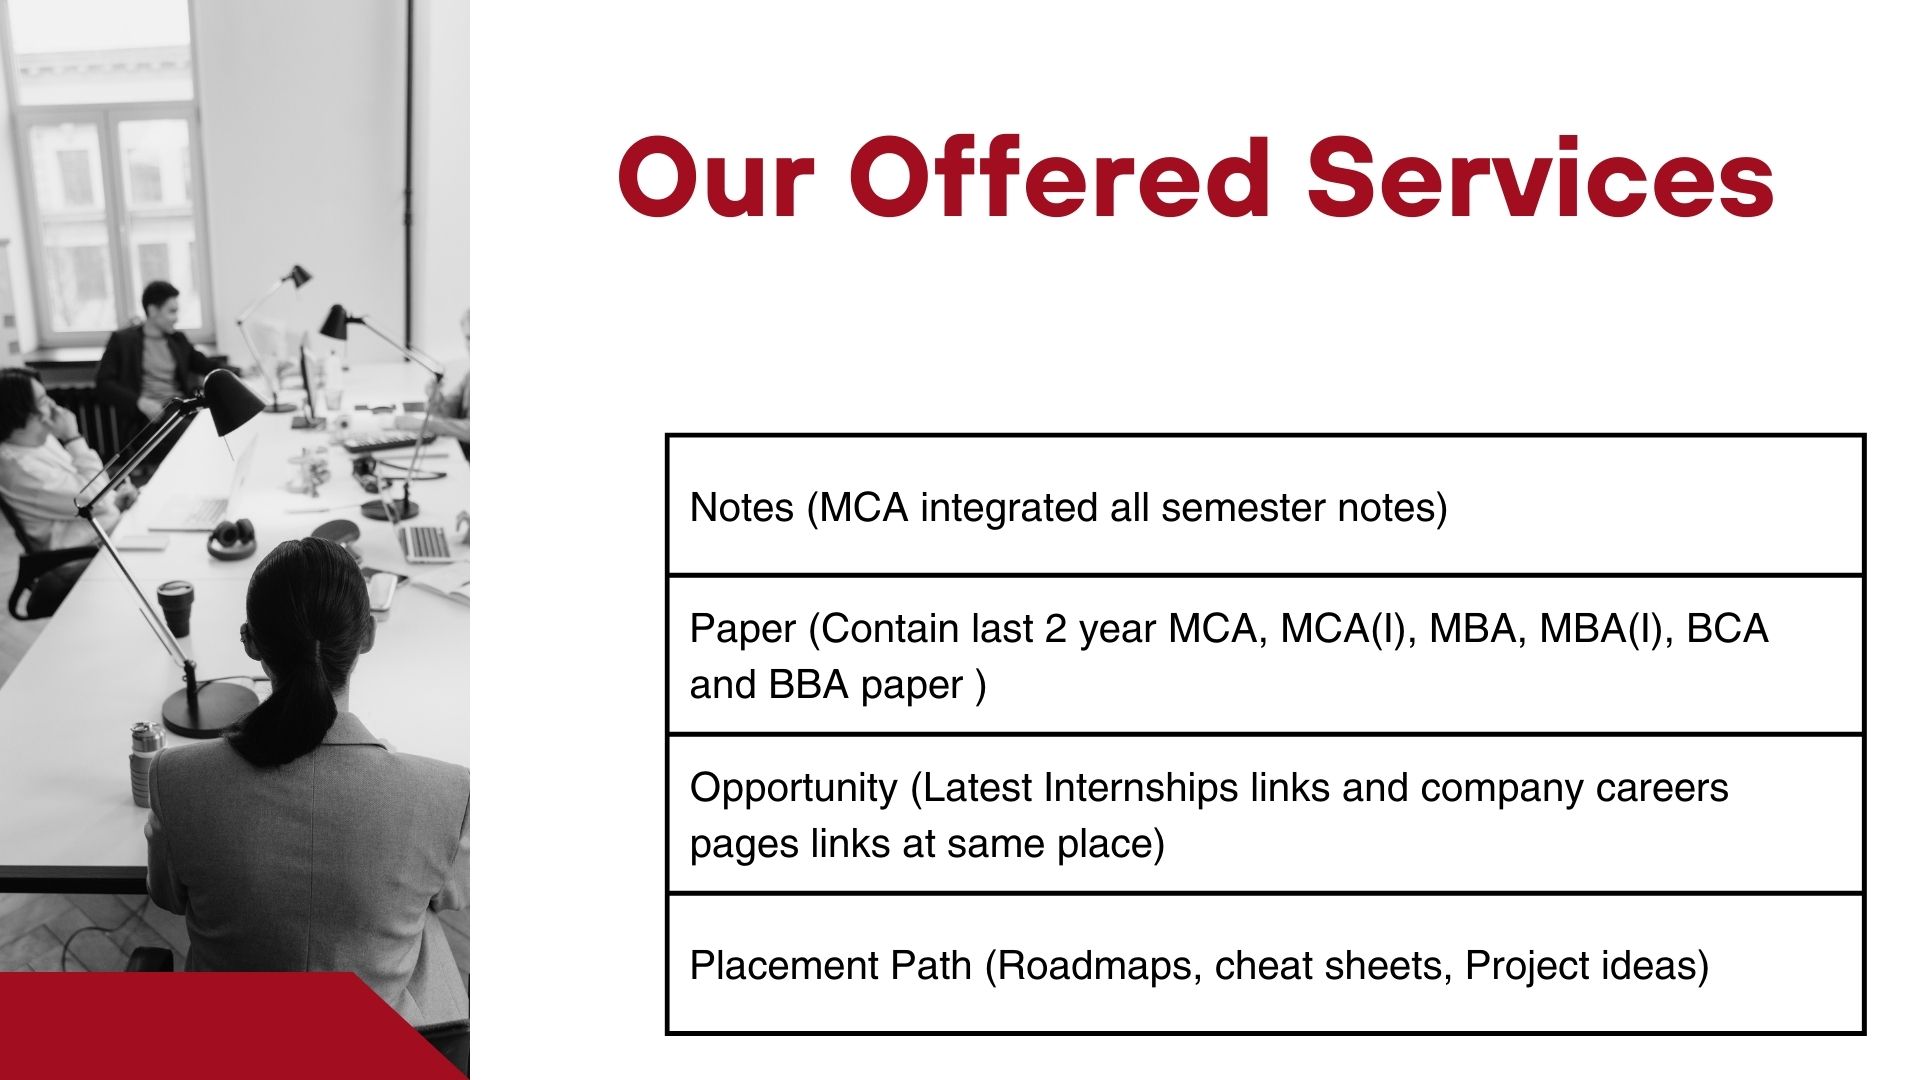 Our Offered Services
Notes (MCA integrated all semester notes)
Paper (Contain last 2 year MCA, MCA(I), MBA, MBA(I), BCA
and BBA paper )
Opportunity (Latest Internships links and company careers
pages links at same place)
Placement Path (Roadmaps, cheat sheets, Project ideas)